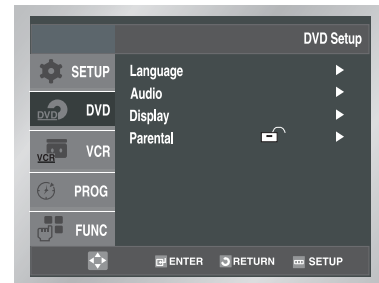 DVD Setup
SETUP
DVD
DVD
VCR
VCR
PROG
FUNC
Language
Audio
Display
Parental
ENTER RETURN SETUP